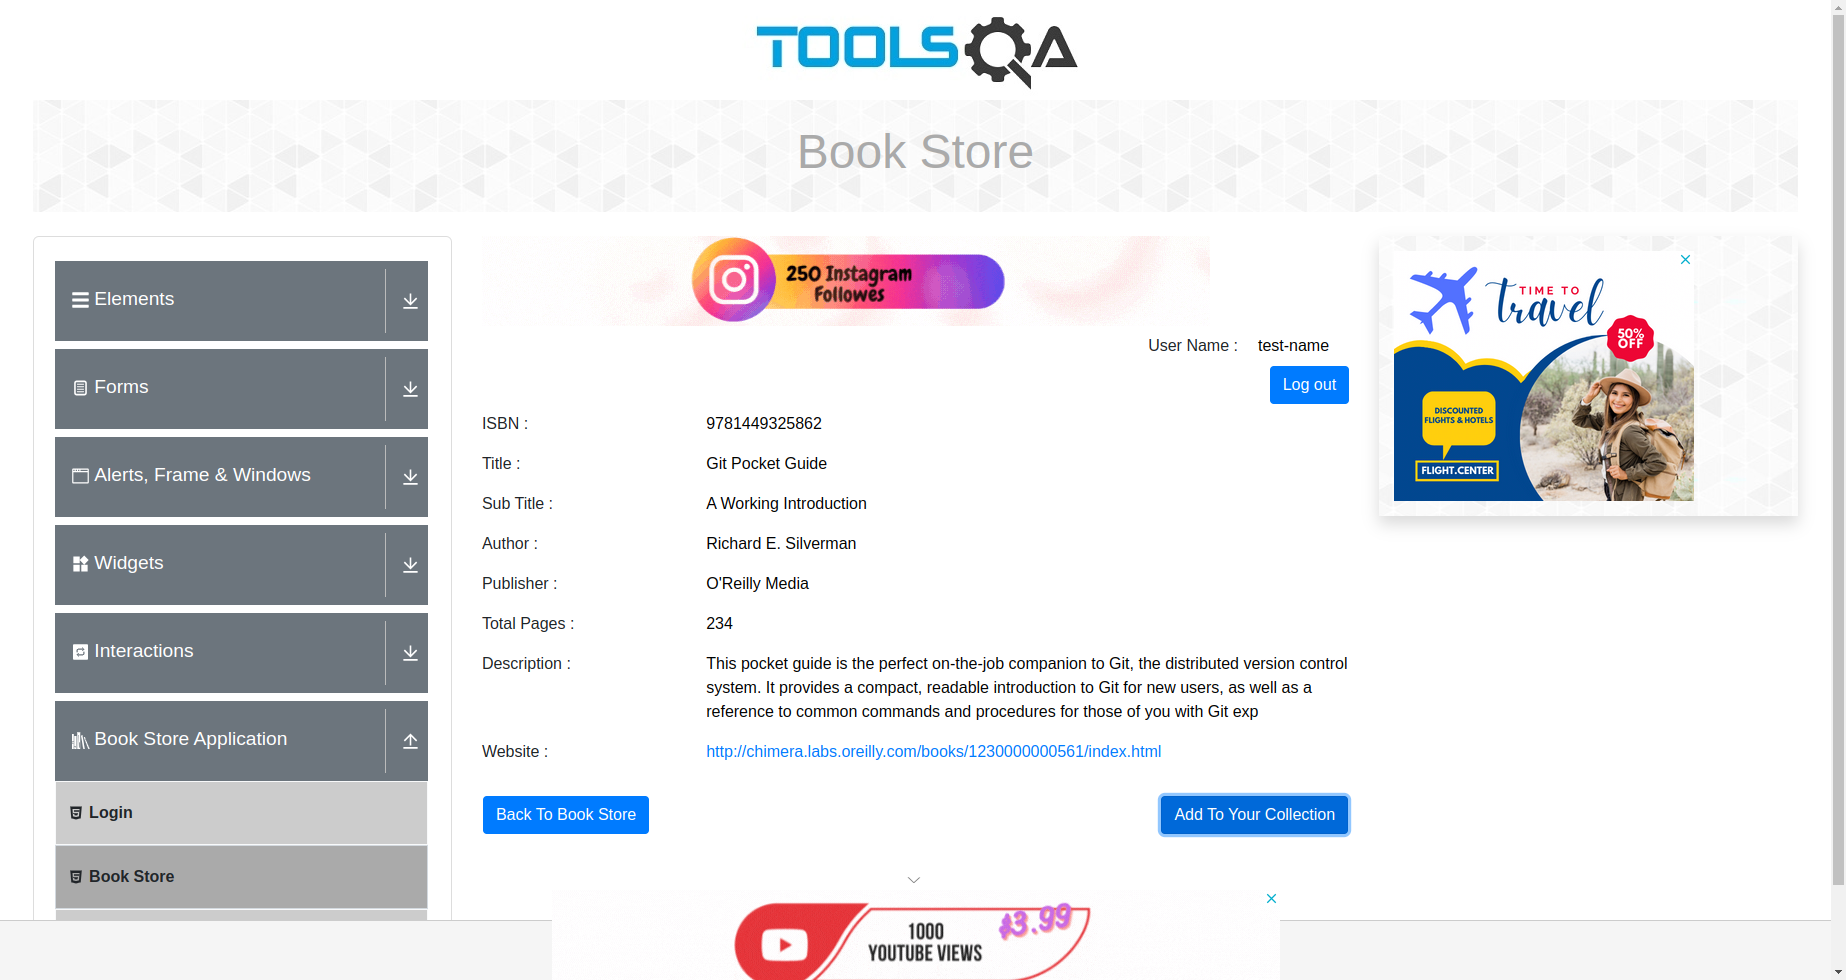 TOOLSQA
Book Store
Elements
Forms
Alerts, Frame & Windows
Widgets
Interactions
Book Store Application
Login
Book Store
250 Instagram
Followes
User Name : test-name
Log out
ISBN : 9781449325862
Title : Git Pocket Guide
Sub Title : A Working Introduction
Author : Richard E. Silverman
Publisher : O'Reilly Media
Total Pages : 234
Description : This pocket guide is the perfect on-the-job companion to Git, the distributed version control
system. It provides a compact, readable introduction to Git for new users, as well as a
reference to common commands and procedures for those of you with Git exp
Website : http://chimera.labs.oreilly.com/books/1230000000561/index.html
Back To Book Store
Add To Your Collection
TIME TO
travel
50%
OFF
DISCOUNTED
FLIGHTS & HOTELS
FLIGHT.CENTER
1000
YOUTUBE VIEWS
$3.99